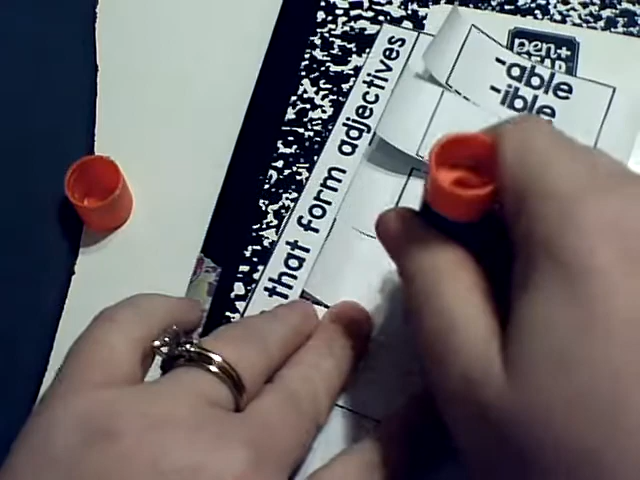 that form adjectives
pen+
-able
-ible